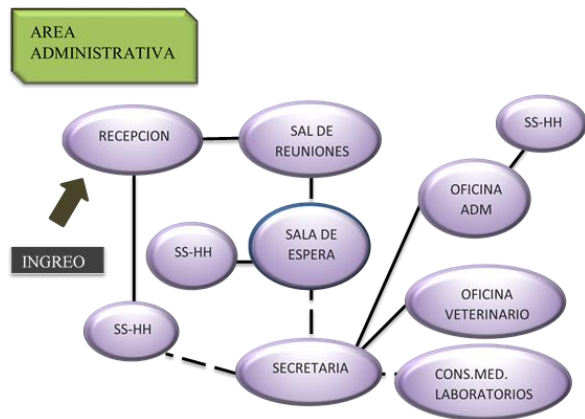 AREA
ADMINISTRATIVA
RECEPCION
SAL DE
REUNIONES
SS-HH
OFICINA
ADM
SS-HH
SALA DE
ESPERA
INGREO
OFICINA
VETERINARIO
SS-HH
SECRETARIA
CONS.MED.
LABORATORIOS